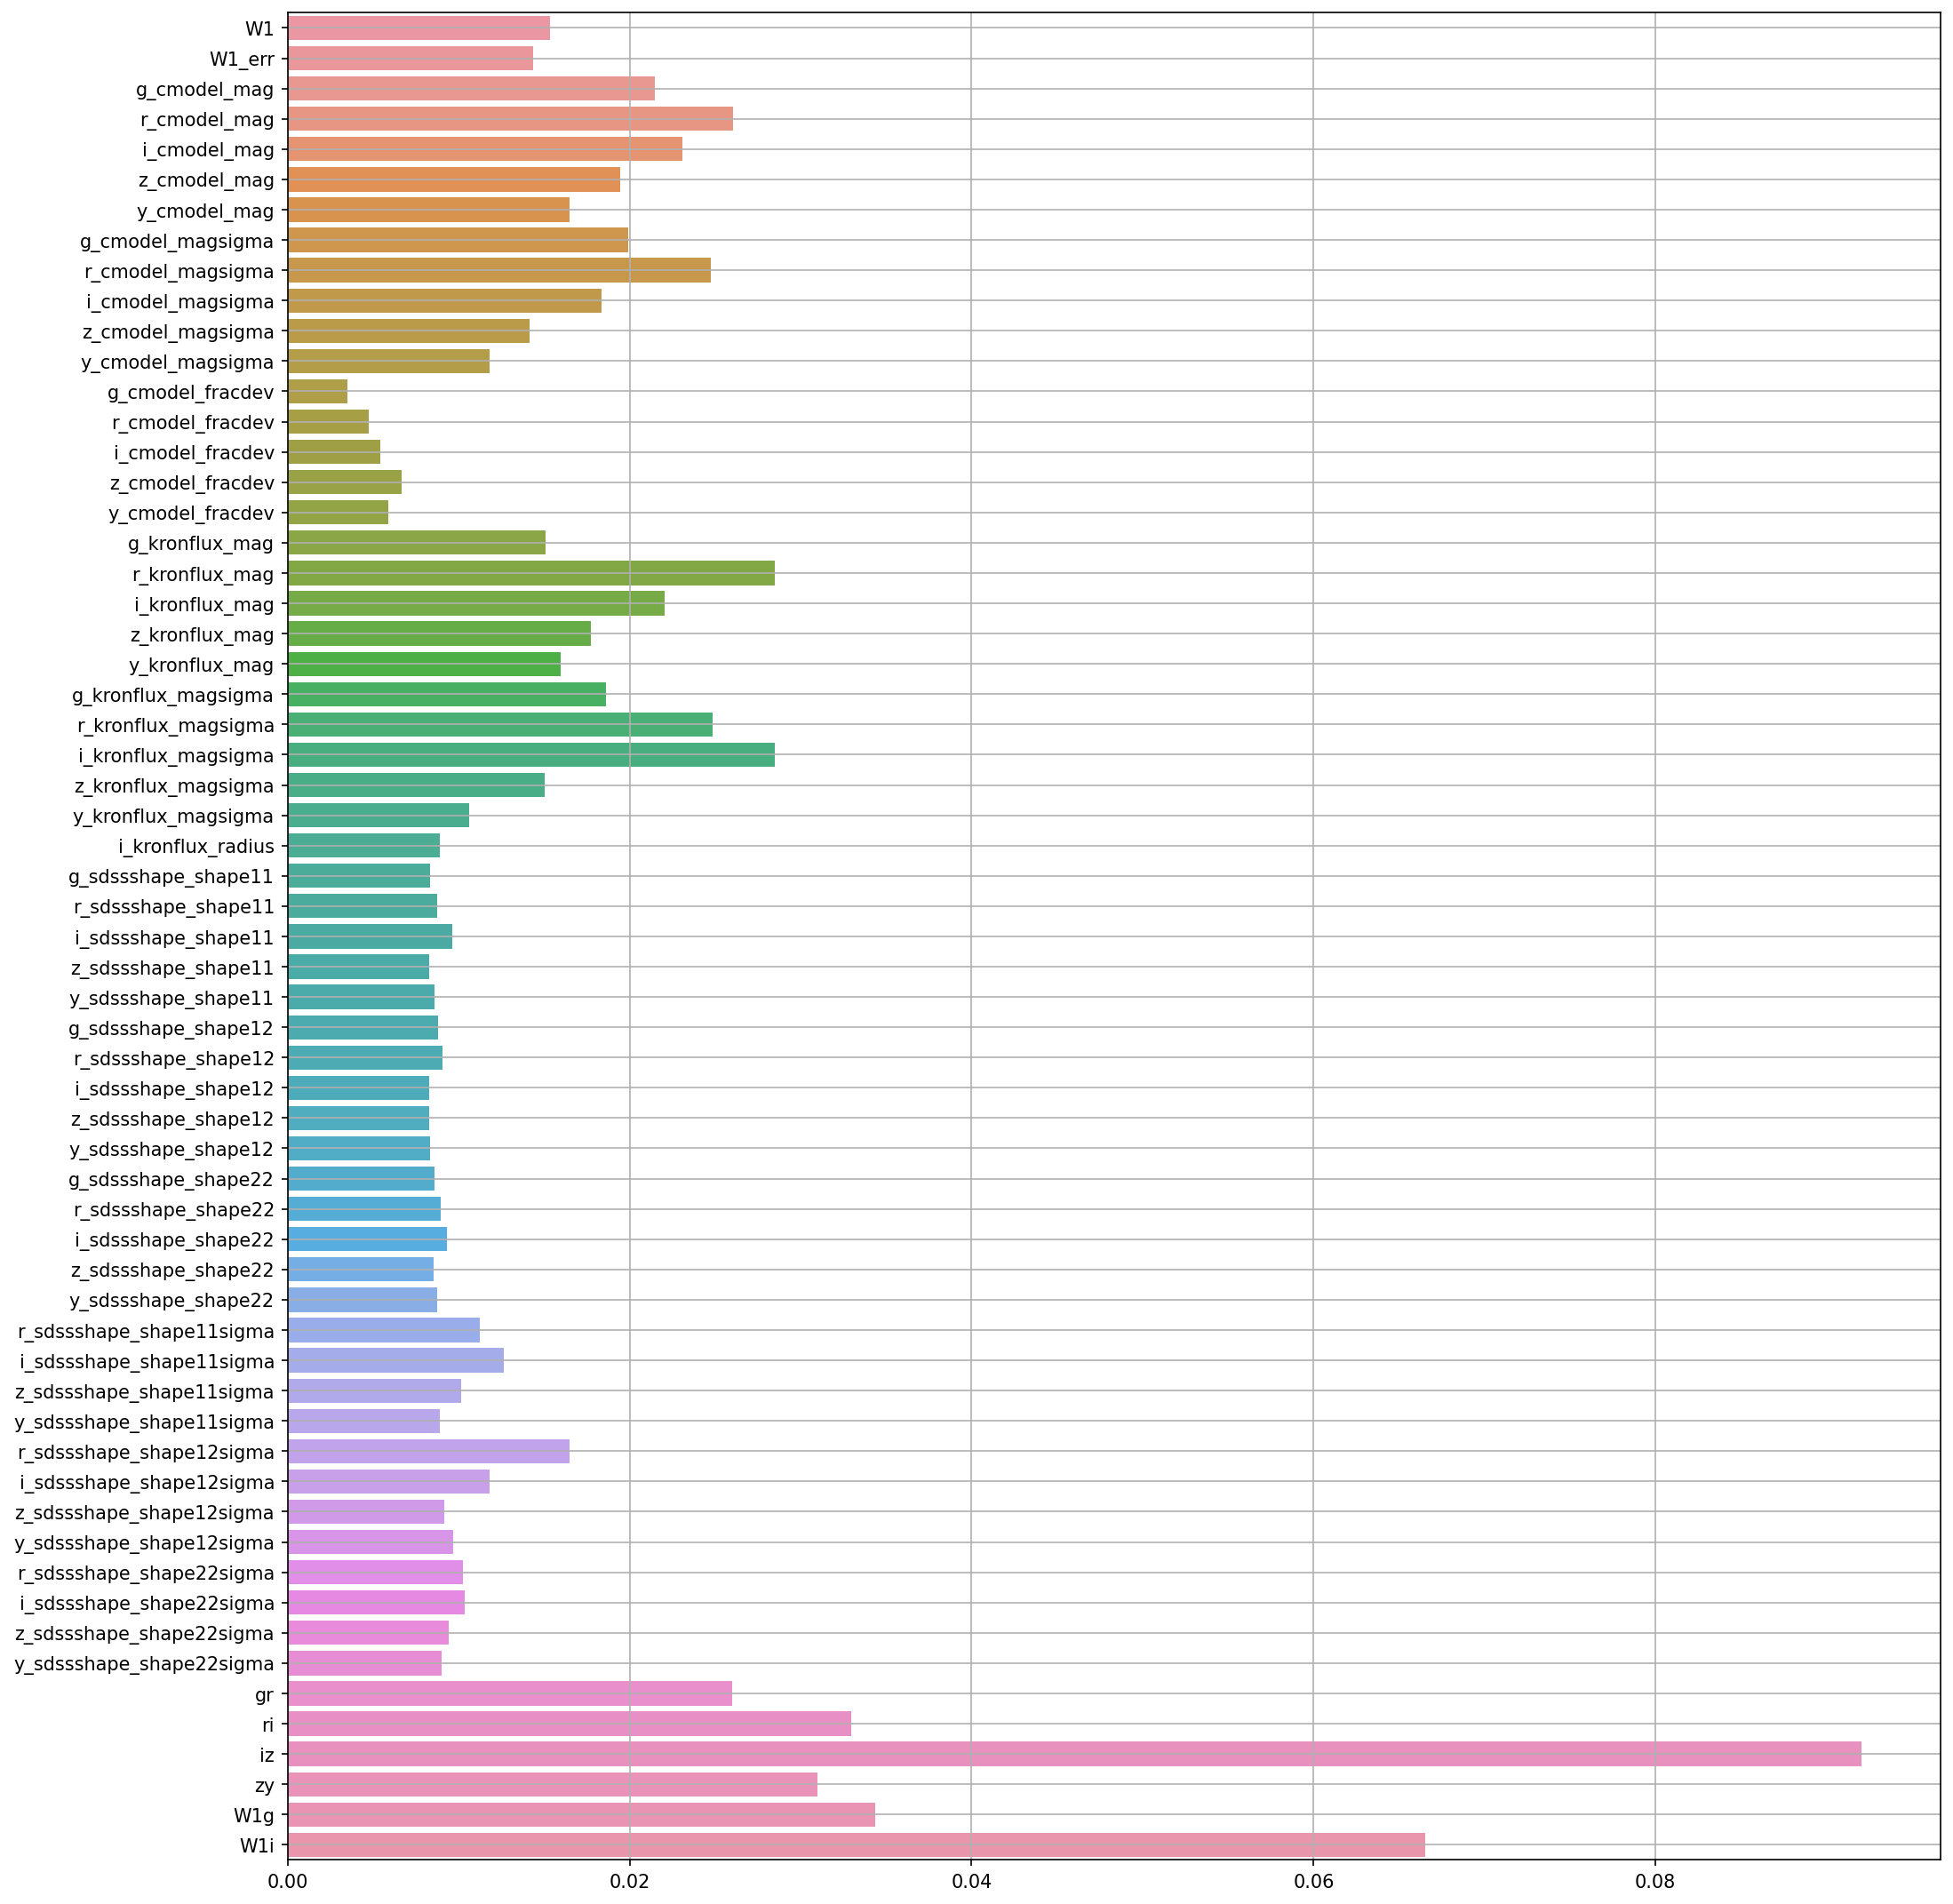 W1
W1_err
g_cmodel_mag
r_cmodel_mag
i_cmodel_mag
z_cmodel_mag
y_cmodel_mag
g_cmodel_magsigma
r_cmodel_magsigma
i_cmodel_magsigma
z_cmodel_magsigma
y_cmodel_magsigma
g_cmodel_fracdev
r_cmodel_fracdev
i_cmodel_fracdev
z_cmodel_fracdev
y_cmodel_fracdev
g_kronflux_mag
r_kronflux_mag
i_kronflux_mag
z_kronflux_mag
y_kronflux_mag
g_kronflux_magsigma
r_kronflux_magsigma
i_kronflux_magsigma
z_kronflux_magsigma
y_kronflux_magsigma
i_kronflux_radius
g_sdssshape_shape11
r_sdssshape_shape11
i_sdssshape_shape11
z_sdssshape_shape11
y_sdssshape_shape11
g_sdssshape_shape12
r_sdssshape_shape12
i_sdssshape_shape12
z_sdssshape_shape12
y_sdssshape_shape12
g_sdssshape_shape22
r_sdssshape_shape22
i_sdssshape_shape22
z_sdssshape_shape22
y_sdssshape_shape22
r_sdssshape_shape11sigma
i_sdssshape_shape11sigma
z_sdssshape_shape11sigma
y_sdssshape_shape11sigma
r_sdssshape_shape12sigma
i_sdssshape_shape12sigma
z_sdssshape_shape12sigma
y_sdssshape_shape12sigma
r_sdssshape_shape22sigma
i_sdssshape_shape22sigma
z_sdssshape_shape22sigma
y_sdssshape_shape22sigma
gr
ri
iz
zy
W1g
W1i
0.00 0.02 0.04 0.06 0.08